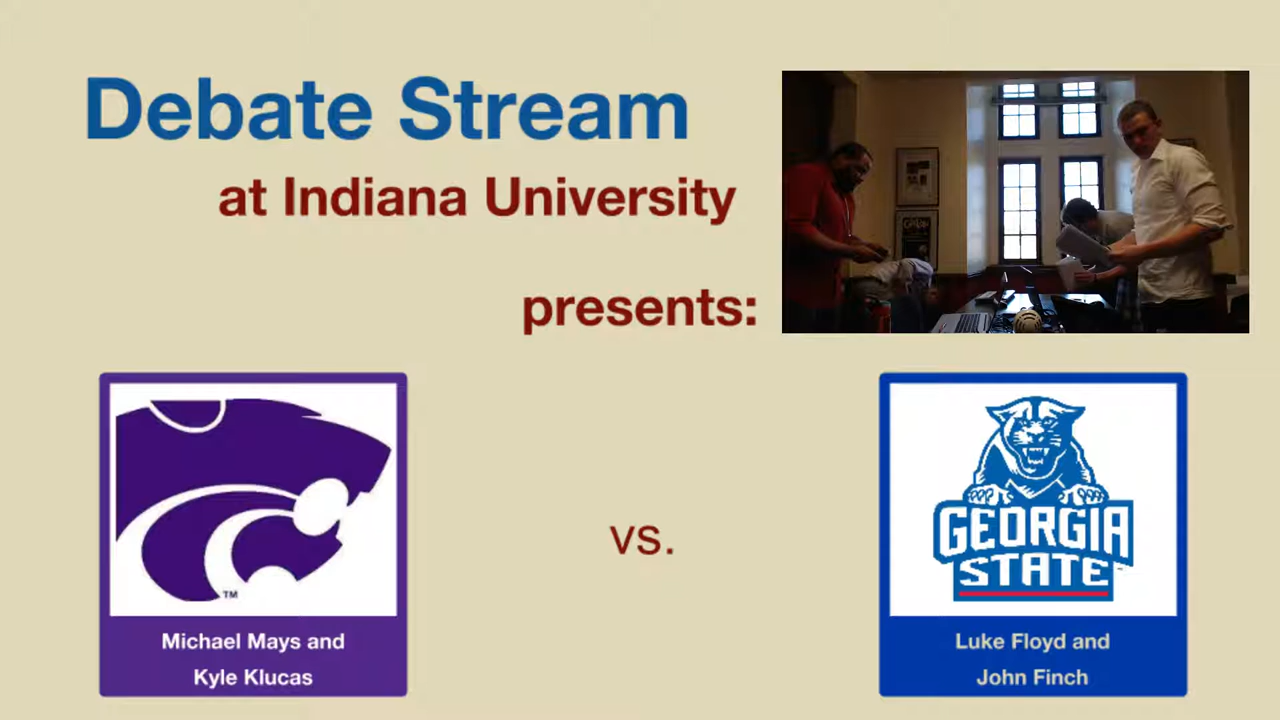 Debate Stream
at Indiana University
presents:
vs.
TM
Michael Mays and
Kyle Klucas
GEORGIA
STATE
Luke Floyd and
John Finch